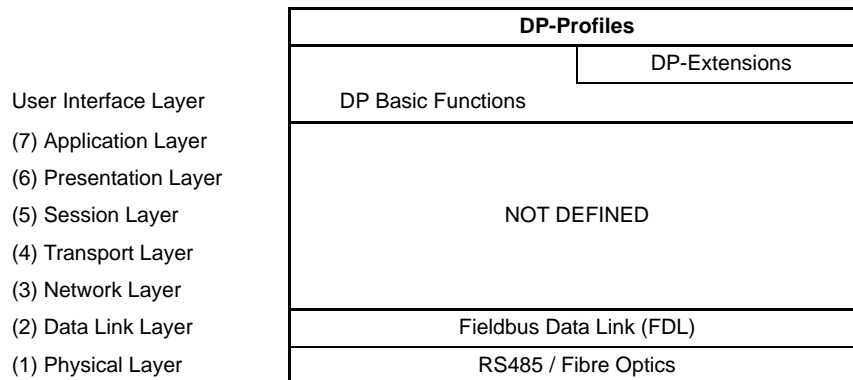 DP-Profiles
DP-Extensions
User Interface Layer DP Basic Functions
(7) Application Layer
(6) Presentation Layer
(5) Session Layer NOT DEFINED
(4) Transport Layer
(3) Network Layer
(2) Data Link Layer Fieldbus Data Link (FDL)
(1) Physical Layer RS485 / Fibre Optics